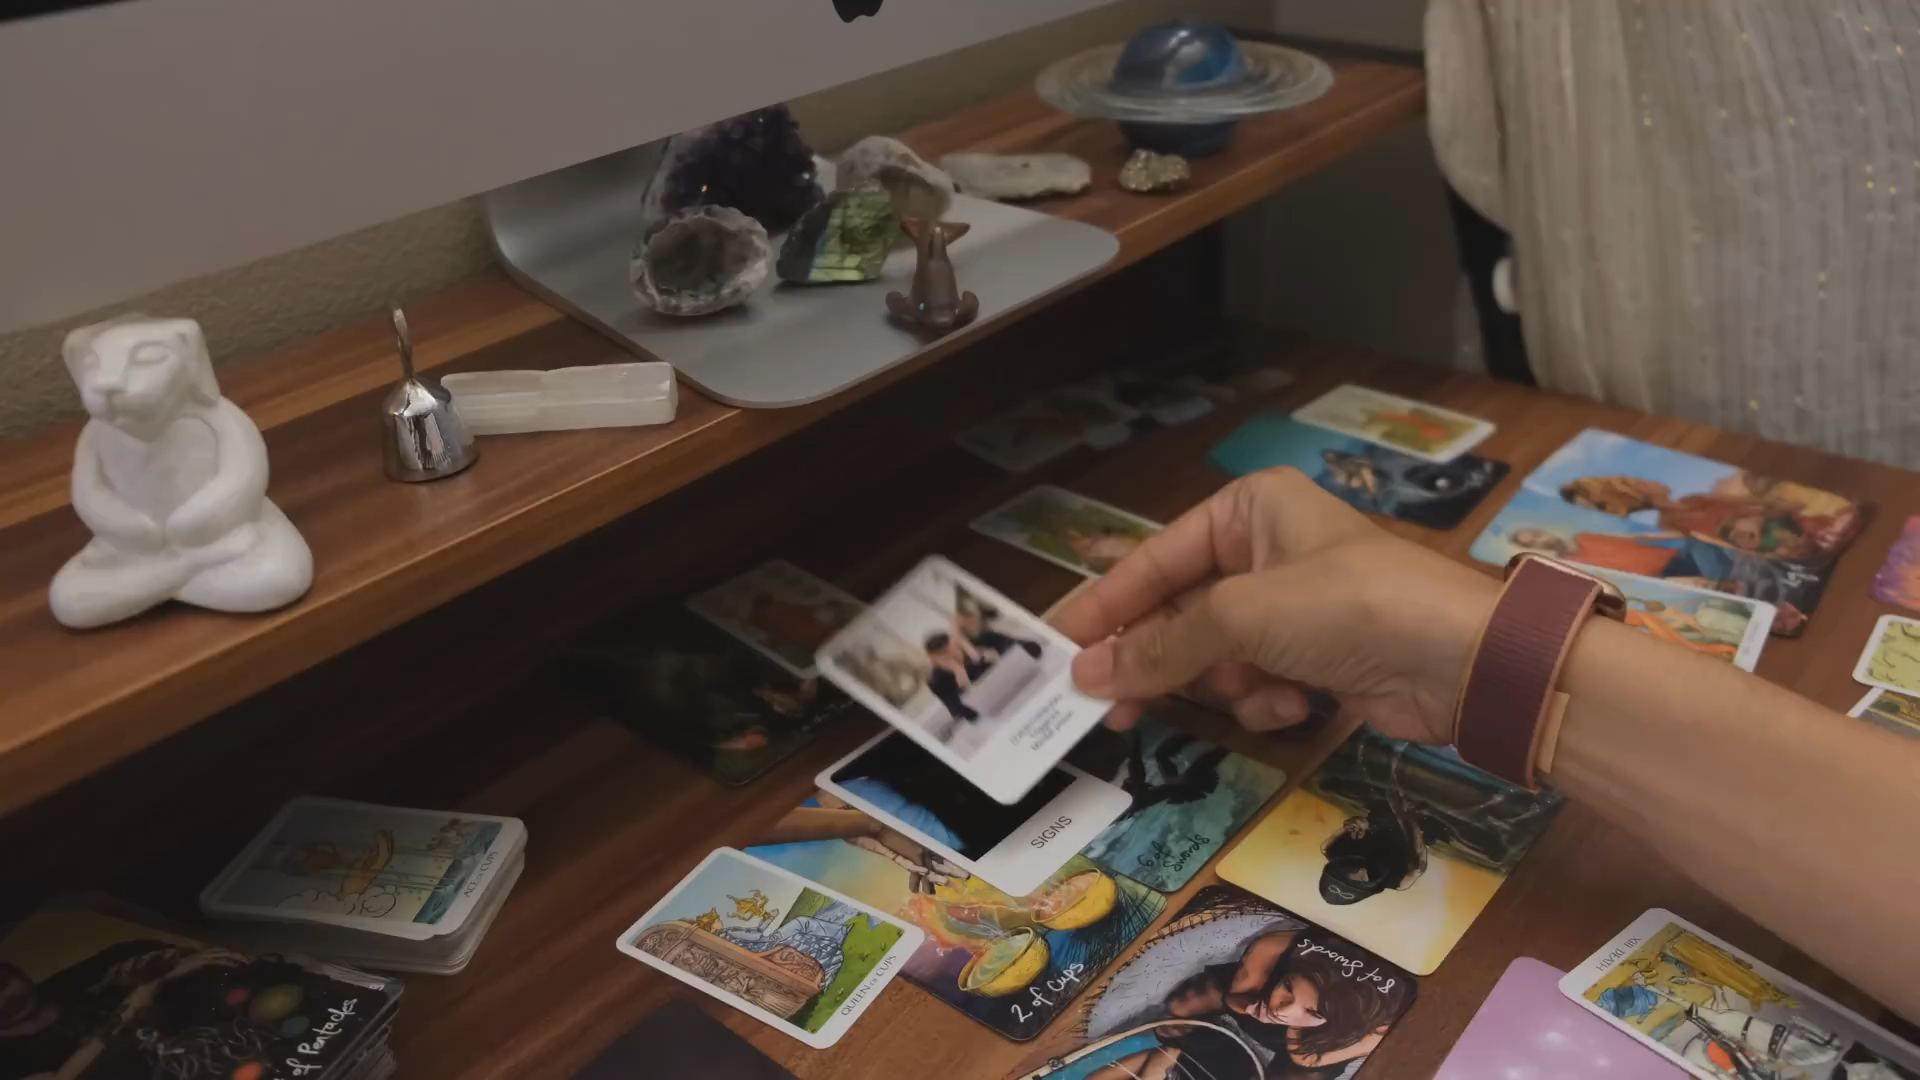 SIGNS
6 of
Swords
ACE OF CUPS
QUEEN OF CUPS
2 of Cups
8 of Swords
8
XIII DEATH
of Pentacles